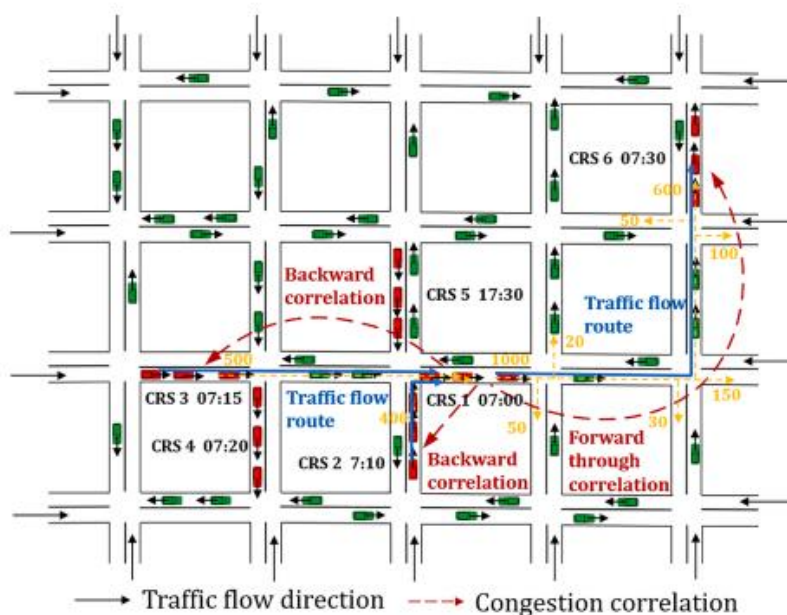 CRS 6 07:30
600
50
100
Backward
correlation
CRS 5 17:30
Traffic flow
route
20
500
1000
CRS 3 07:15
Traffic flow
route
400
CRS 1 07:00
150
CRS 4 07:20
50
30
CRS 2 7:10
Backward
correlation
Forward
through
correlation
Traffic flow direction
Congestion correlation